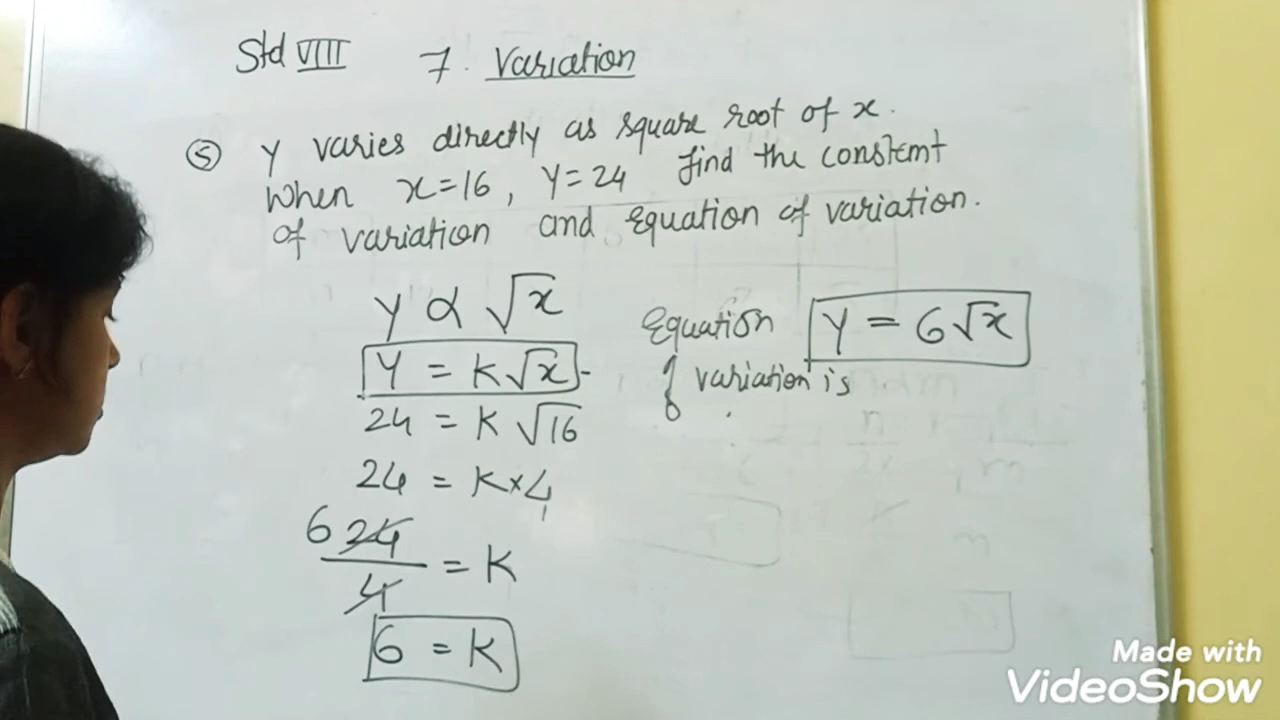 Std VIII 7. Variation
⑤ Y varies directly as square root of x.
When x=16, Y=24 find the constant
of variation and Equation of variation.
Y ∝ √x
Y = K√x
24 = K √16
24 = K×4
6 24/4 = K
6 = K
Equation Y = 6√x
of variation is
Made with
VideoShow